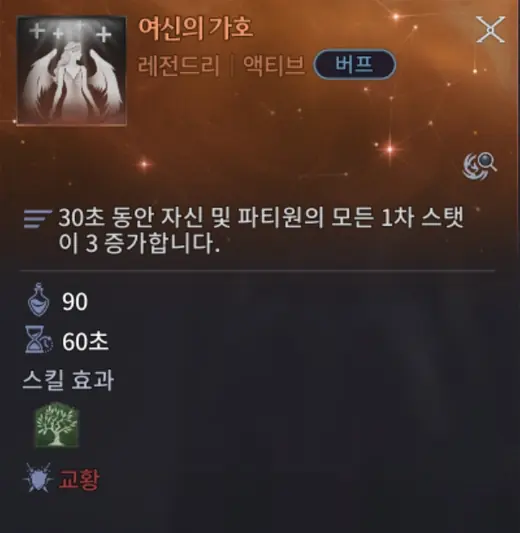 여신의 가호
레전드리 | 액티브 버프
30초 동안 자신 및 파티원의 모든 1차 스탯
이 3 증가합니다.
90
60초
스킬 효과
교황